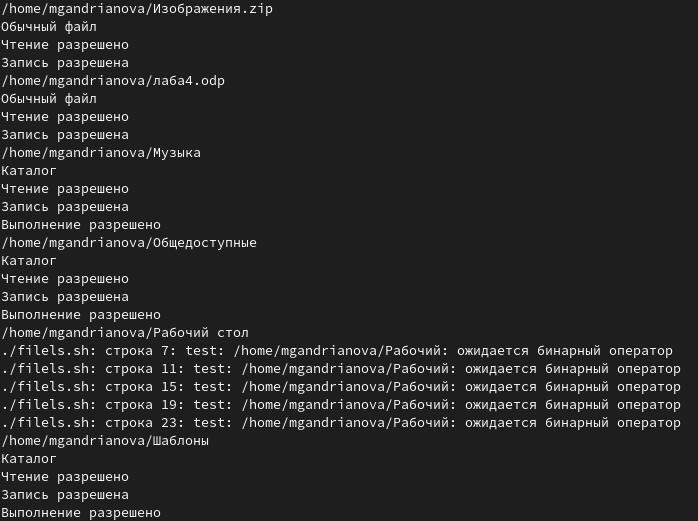 /home/mgandrianova/Изображения.zip
Обычный файл
Чтение разрешено
Запись разрешена
/home/mgandrianova/лаба4.odp
Обычный файл
Чтение разрешено
Запись разрешена
/home/mgandrianova/Музыка
Каталог
Чтение разрешено
Запись разрешена
Выполнение разрешено
/home/mgandrianova/Общедоступные
Каталог
Чтение разрешено
Запись разрешена
Выполнение разрешено
/home/mgandrianova/Рабочий стол
./filels.sh: строка 7: test: /home/mgandrianova/Рабочий: ожидается бинарный оператор
./filels.sh: строка 11: test: /home/mgandrianova/Рабочий: ожидается бинарный оператор
./filels.sh: строка 15: test: /home/mgandrianova/Рабочий: ожидается бинарный оператор
./filels.sh: строка 19: test: /home/mgandrianova/Рабочий: ожидается бинарный оператор
./filels.sh: строка 23: test: /home/mgandrianova/Рабочий: ожидается бинарный оператор
/home/mgandrianova/Шаблоны
Каталог
Чтение разрешено
Запись разрешена
Выполнение разрешено